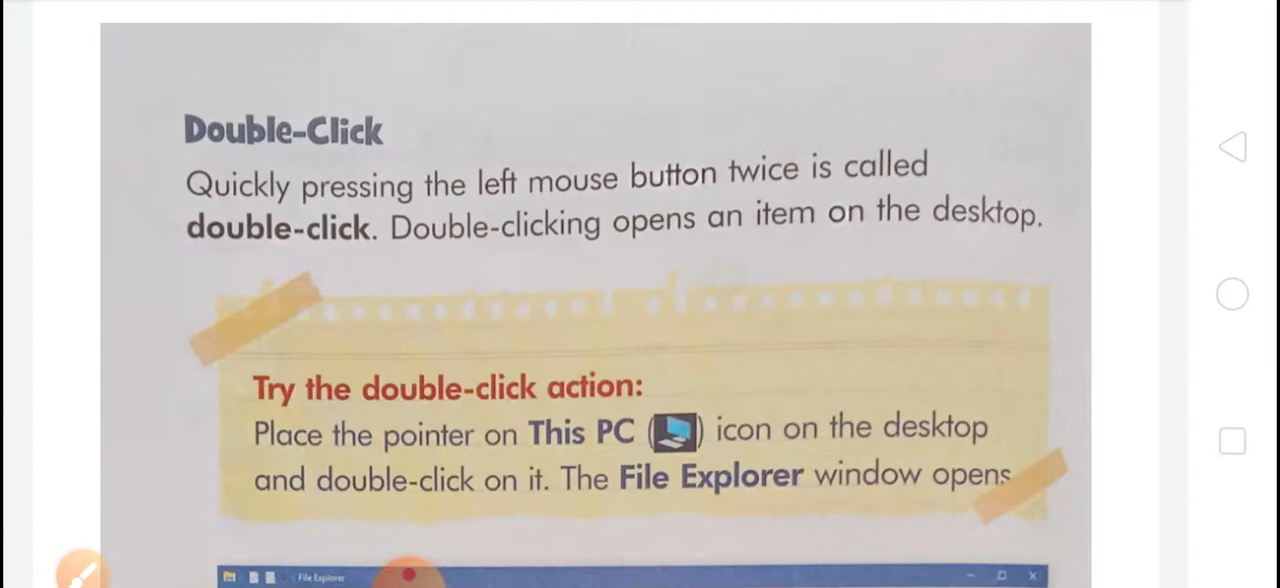 Double-Click
Quickly pressing the left mouse button twice is called
double-click. Double-clicking opens an item on the desktop.
Try the double-click action:
Place the pointer on This PC ( ) icon on the desktop
and double-click on it. The File Explorer window opens
File Explorer